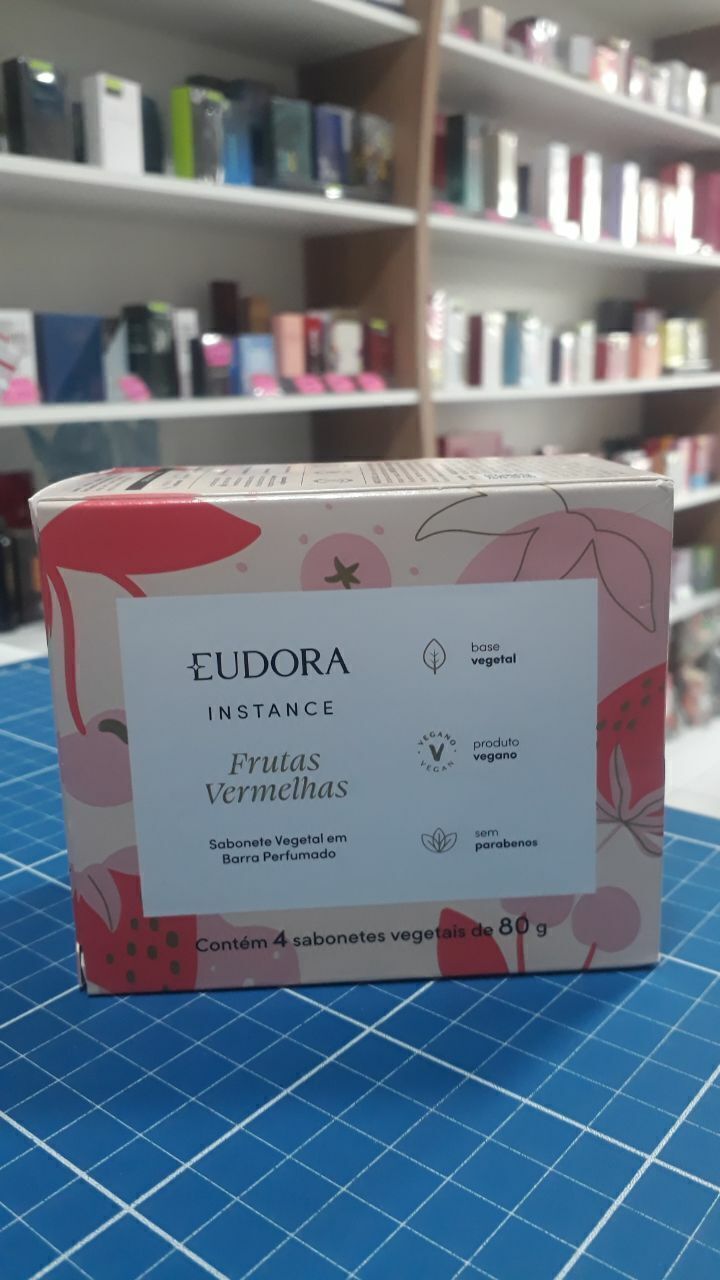 EUDORA
INSTANCE
Frutas
Vermelhas
Sabonete Vegetal em
Barra Perfumado
base
vegetal
VEGANO
V
VEGAN
produto
vegano
sem
parabenos
Contém 4 sabonetes vegetais de 80 g